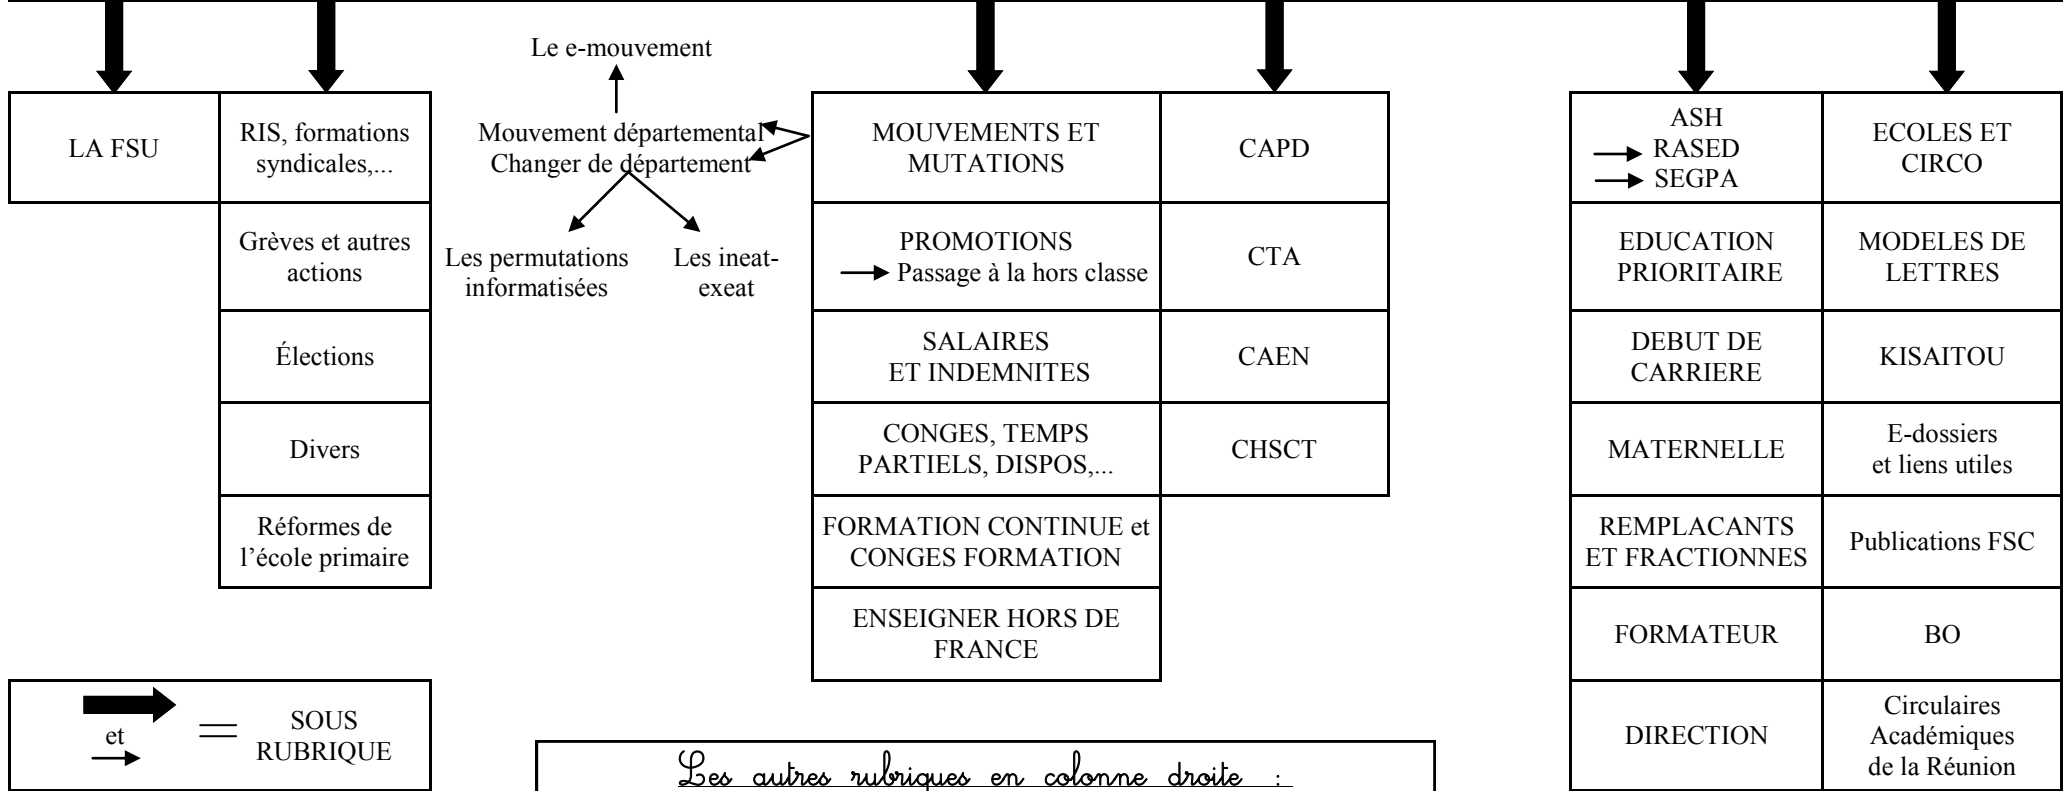 LA FSU
RIS, formations
syndicales,...
Grèves et autres
actions
Élections
Divers
Réformes de
l'école primaire
Le e-mouvement
Mouvement départemental
Changer de département
Les permutations
informatisées
Les ineat-
exeat
MOUVEMENTS ET
MUTATIONS
PROMOTIONS
Passage à la hors classe
SALAIRES
ET INDEMNITES
CONGES, TEMPS
PARTIELS, DISPOS,...
FORMATION CONTINUE et
CONGES FORMATION
ENSEIGNER HORS DE
FRANCE
CAPD
CTA
CAEN
CHSCT
ASH
RASED
SEGPA
EDUCATION
PRIORITAIRE
DEBUT DE
CARRIERE
MATERNELLE
REMPLACANTS
ET FRACTIONNES
FORMATEUR
DIRECTION
ECOLES ET
CIRCO
MODELES DE
LETTRES
KISAITOU
E-dossiers
et liens utiles
Publications FSC
BO
Circulaires
Académiques
de la Réunion
et
=
SOUS
RUBRIQUE
Les autres rubriques en colonne droite :